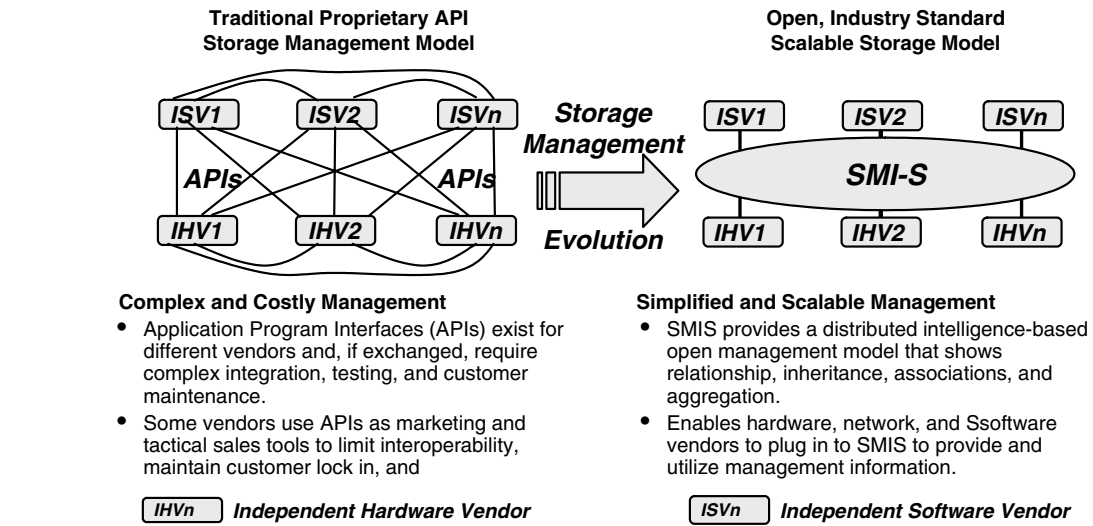 Traditional Proprietary API
Storage Management Model
Open, Industry Standard
Scalable Storage Model
ISV1
ISV2
ISVn
APIs
APIs
IHV1
IHV2
IHVn
Storage
Management
Evolution
ISV1
ISV2
ISVn
SMI-S
IHV1
IHV2
IHVn
Complex and Costly Management
• Application Program Interfaces (APIs) exist for
different vendors and, if exchanged, require
complex integration, testing, and customer
maintenance.
• Some vendors use APIs as marketing and
tactical sales tools to limit interoperability,
maintain customer lock in, and
IHVn Independent Hardware Vendor
Simplified and Scalable Management
• SMIS provides a distributed intelligence-based
open management model that shows
relationship, inheritance, associations, and
aggregation.
• Enables hardware, network, and Ssoftware
vendors to plug in to SMIS to provide and
utilize management information.
ISVn Independent Software Vendor